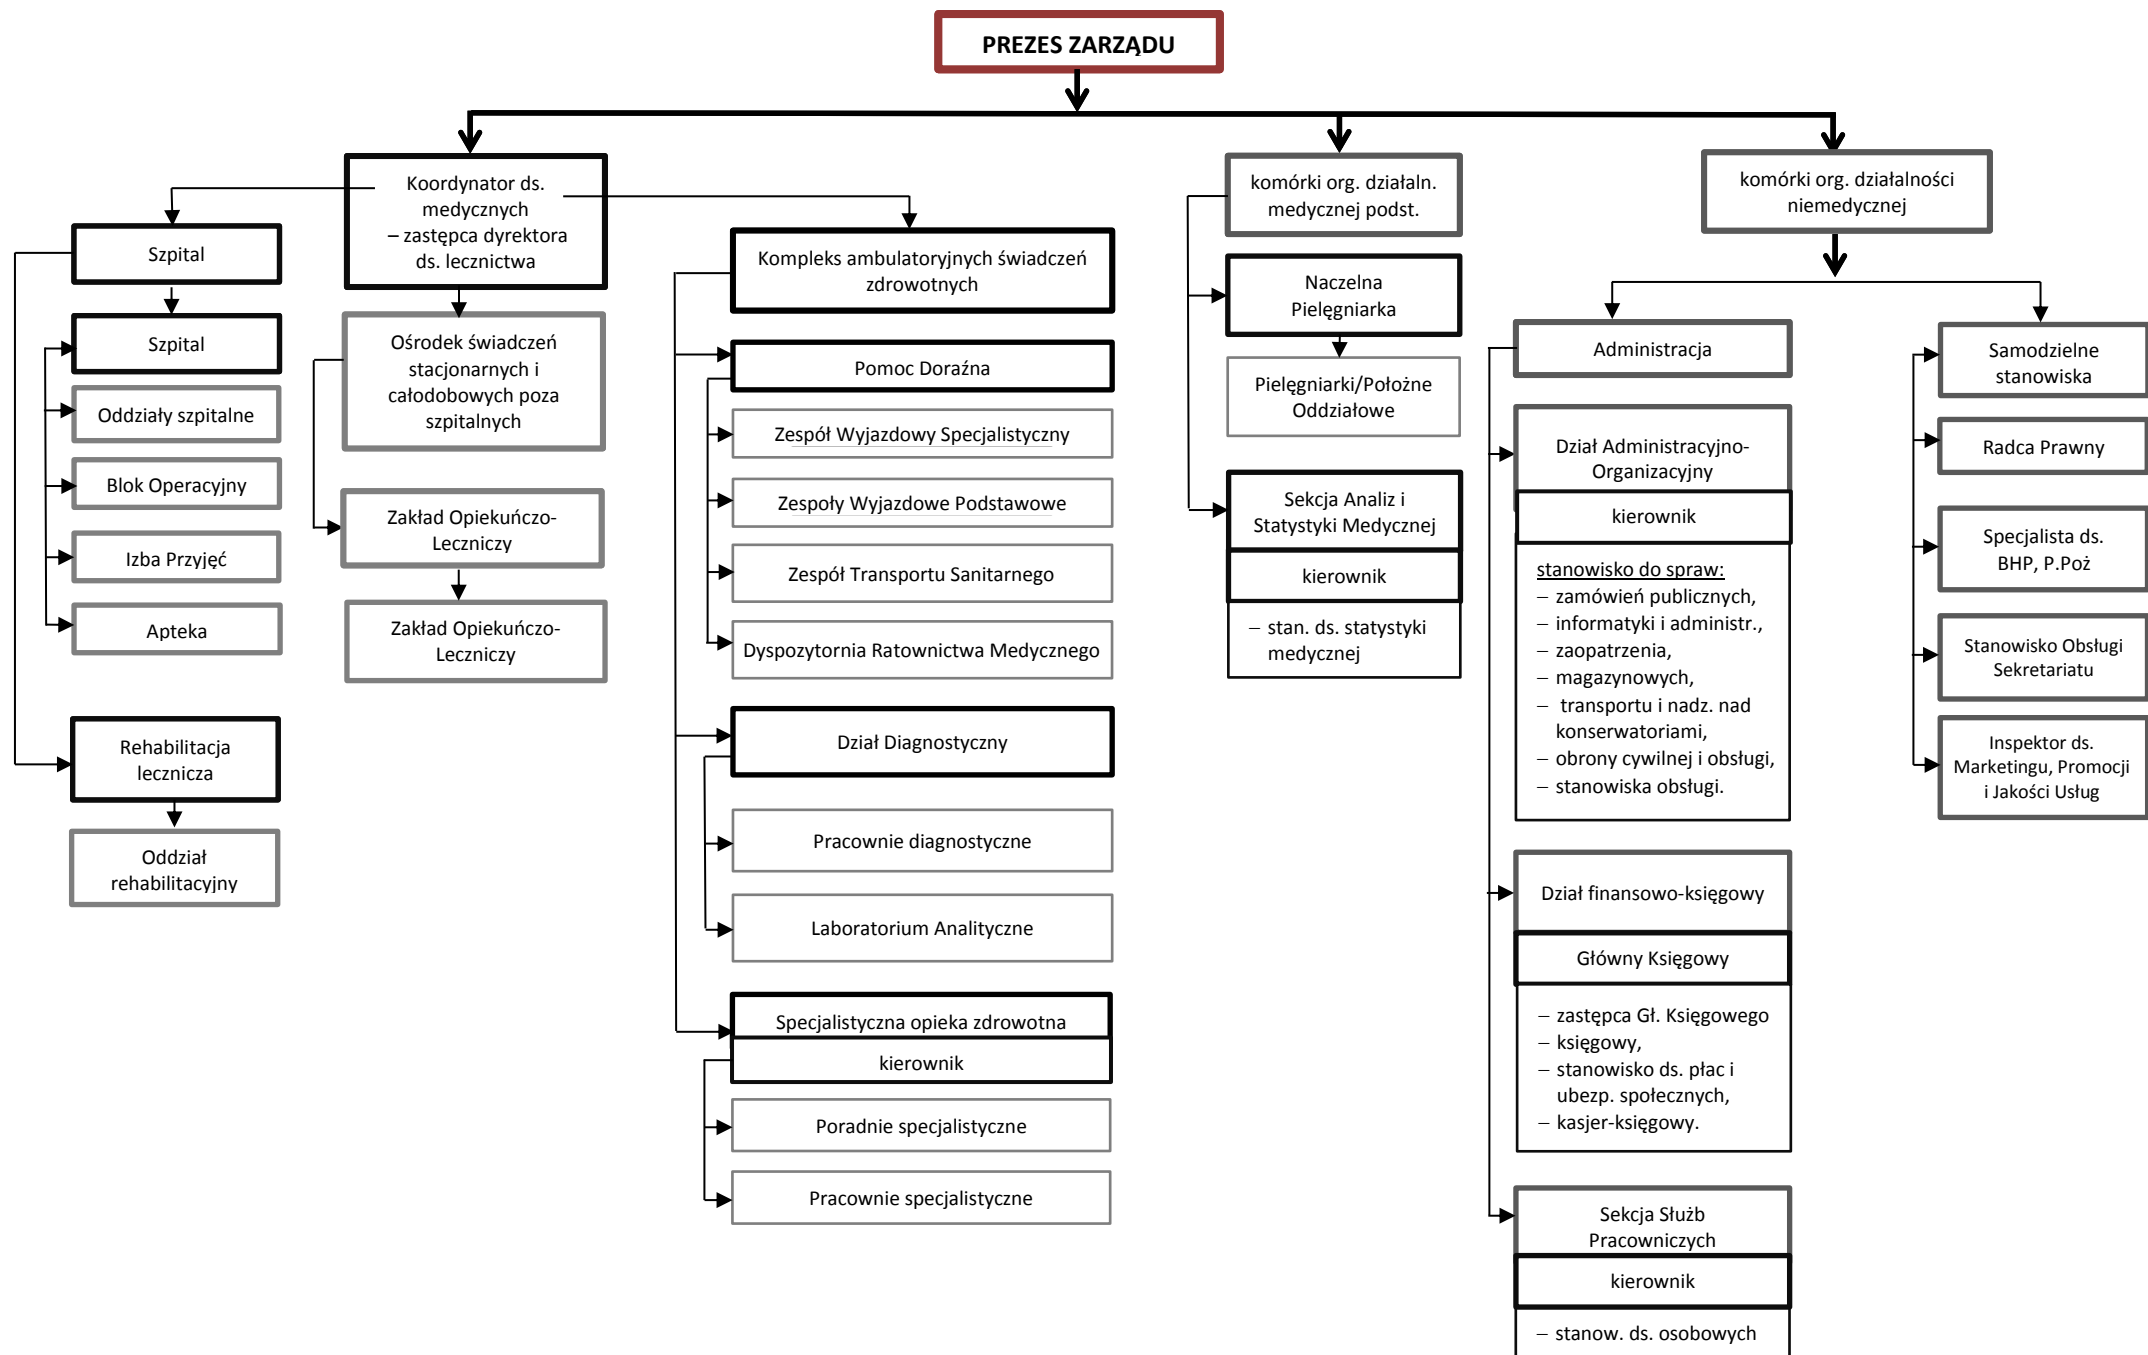 PREZES ZARZĄDU
Koordynator ds.
medycznych
– zastępca dyrektora
ds. lecznictwa
komórki org. działaln.
medycznej podst.
komórki org. działalności
niemedycznej
Szpital
Szpital
Oddziały szpitalne
Blok Operacyjny
Izba Przyjęć
Apteka
Rehabilitacja
lecznicza
Oddział
rehabilitacyjny
Ośrodek świadczeń
stacjonarnych i
całodobowych poza
szpitalnych
Zakład Opiekuńczo-
Leczniczy
Zakład Opiekuńczo-
Leczniczy
Kompleks ambulatoryjnych świadczeń
zdrowotnych
Pomoc Doraźna
Zespół Wyjazdowy Specjalistyczny
Zespoły Wyjazdowe Podstawowe
Zespół Transportu Sanitarnego
Dyspozytornia Ratownictwa Medycznego
Dział Diagnostyczny
Pracownie diagnostyczne
Laboratorium Analityczne
Specjalistyczna opieka zdrowotna
kierownik
Poradnie specjalistyczne
Pracownie specjalistyczne
Naczelna
Pielęgniarka
Pielęgniarki/Położne
Oddziałowe
Sekcja Analiz i
Statystyki Medycznej
kierownik
– stan. ds. statystyki
medycznej
Administracja
Dział Administracyjno-
Organizacyjny
kierownik
stanowisko do spraw:
– zamówień publicznych,
– informatyki i administr.,
– zaopatrzenia,
– magazynowych,
– transportu i nadz. nad
konserwatoriami,
– obrony cywilnej i obsługi,
– stanowiska obsługi.
Dział finansowo-księgowy
Główny Księgowy
– zastępca Gł. Księgowego
– księgowy,
– stanowisko ds. płac i
ubezp. społecznych,
– kasjer-księgowy.
Sekcja Służb
Pracowniczych
kierownik
– stanow. ds. osobowych
Samodzielne
stanowiska
Radca Prawny
Specjalista ds.
BHP, P.Poż
Stanowisko Obsługi
Sekretariatu
Inspektor ds.
Marketingu, Promocji
i Jakości Usług